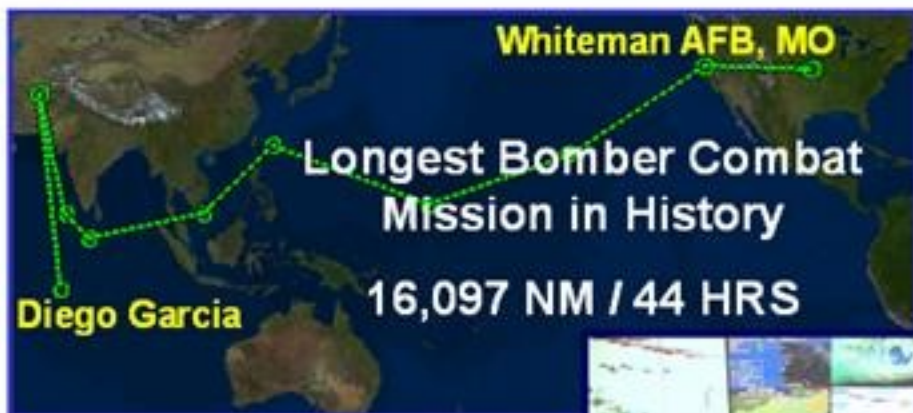 Whiteman AFB, MO
Longest Bomber Combat
Mission in History
16,097 NM / 44 HRS
Diego Garcia